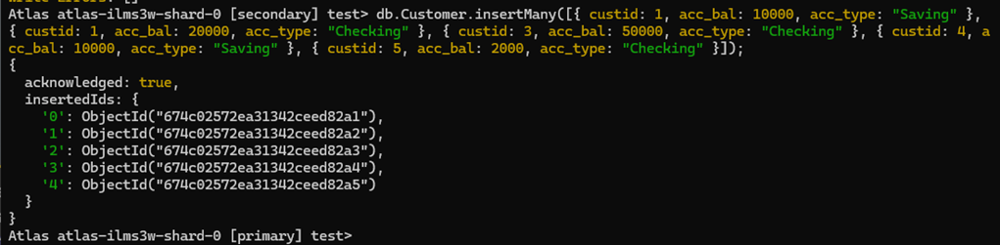 Atlas atlas-ilms3w-shard-0 [secondary] test> db.Customer.insertMany([{ custid: 1, acc_bal: 10000, acc_type: "Saving" },
{ custid: 1, acc_bal: 20000, acc_type: "Checking" }, { custid: 3, acc_bal: 50000, acc_type: "Checking" }, { custid: 4, a
cc_bal: 10000, acc_type: "Saving" }, { custid: 5, acc_bal: 2000, acc_type: "Checking" }]);
{
  acknowledged: true,
  insertedIds: {
    '0': ObjectId("674c02572ea31342ceed82a1"),
    '1': ObjectId("674c02572ea31342ceed82a2"),
    '2': ObjectId("674c02572ea31342ceed82a3"),
    '3': ObjectId("674c02572ea31342ceed82a4"),
    '4': ObjectId("674c02572ea31342ceed82a5")
  }
}
Atlas atlas-ilms3w-shard-0 [primary] test>